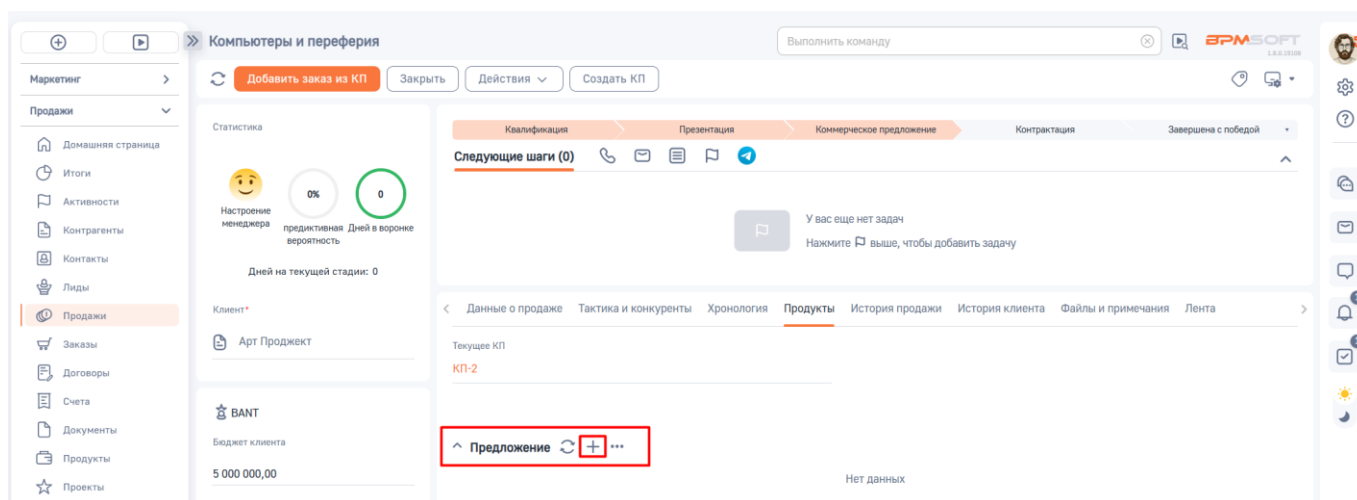 Компьютеры и переферия
Выполнить команду
BPMSOFT
Маркетинг
Добавить заказ из КП
Закрыть
Действия
Создать КП
Продажи
Домашняя страница
Итоги
Активности
Контрагенты
Контакты
Лиды
Продажи
Заказы
Договоры
Счета
Документы
Продукты
Проекты
Статистика
Настроение
менеджера
0%
предиктивная
вероятность
0
Дней в воронке
Дней на текущей стадии: 0
Клиент*
Арт Проджект
BANT
Бюджет клиента
5 000 000,00
Квалификация
Презентация
Коммерческое предложение
Контрактация
Завершена с победой
Следующие шаги (0)
У вас еще нет задач
Нажмите выше, чтобы добавить задачу
Данные о продаже
Тактика и конкуренты
Хронология
Продукты
История продажи
История клиента
Файлы и примечания
Лента
Текущее КП
КП-2
Предложение
Нет данных